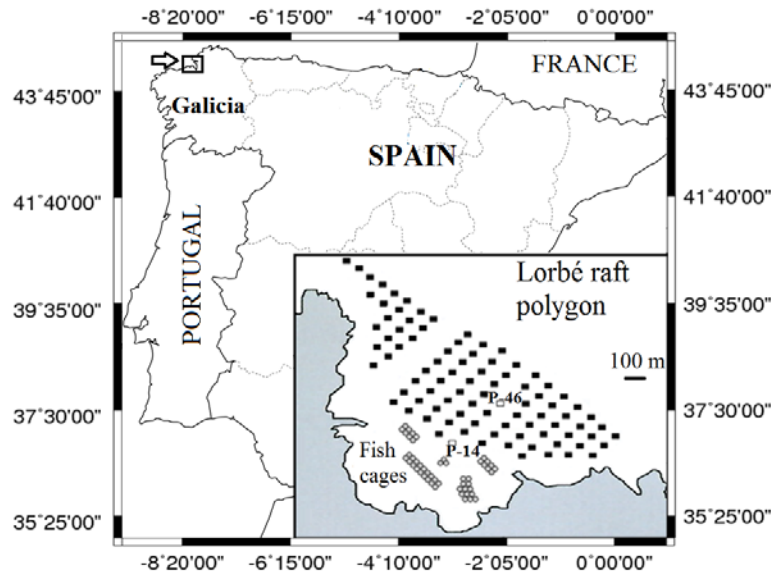 -8˚20'00" -6˚15'00" -4˚10'00" -2˚05'00" 0˚00'00"
FRANCE
43˚45'00" 43˚45'00"
Galicia
SPAIN
41˚40'00" 41˚40'00"
PORTUGAL
Lorbé raft
polygon
39˚35'00" 39˚35'00"
100 m
P-46
37˚30'00" 37˚30'00"
Fish
cages
P-14
35˚25'00" 35˚25'00"
-8˚20'00" -6˚15'00" -4˚10'00" -2˚05'00" 0˚00'00"